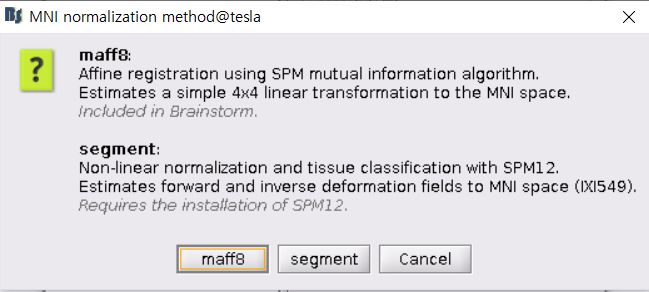 MNI normalization method@tesla
?
maff8:
Affine registration using SPM mutual information algorithm.
Estimates a simple 4x4 linear transformation to the MNI space.
Included in Brainstorm.
segment:
Non-linear normalization and tissue classification with SPM12.
Estimates forward and inverse deformation fields to MNI space (IXI549).
Requires the installation of SPM12.
maff8 segment Cancel